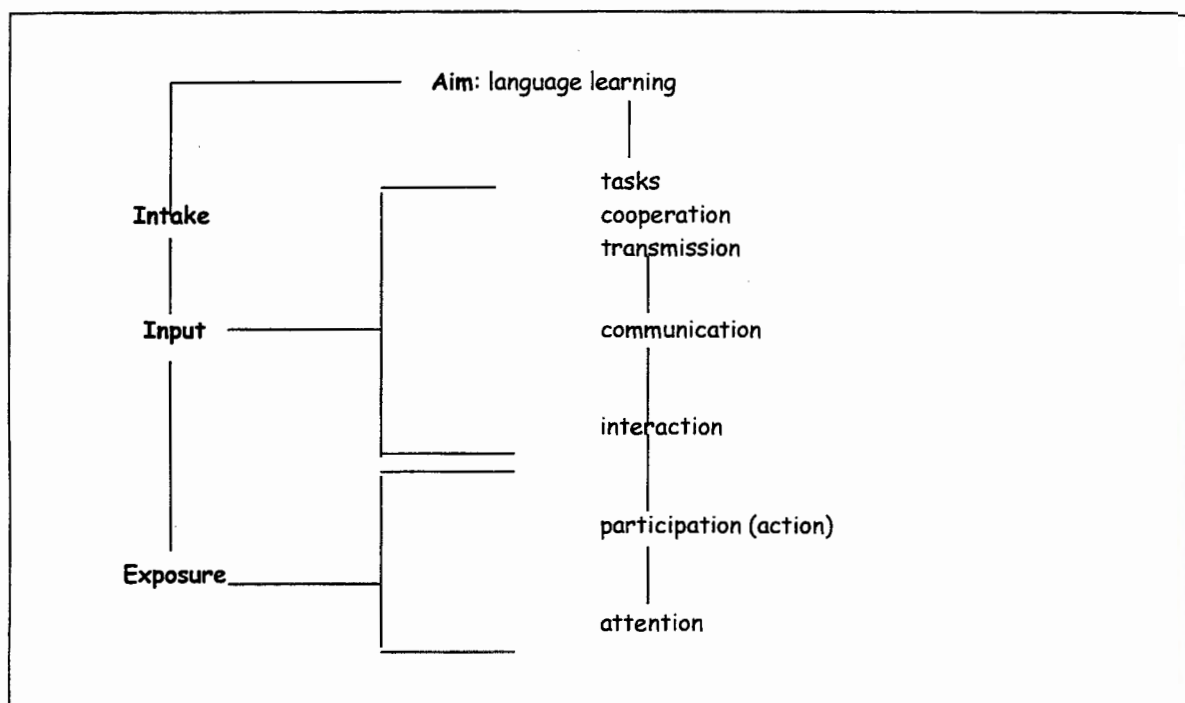 Aim: language learning
tasks
Intake
cooperation
transmission
Input
communication
interaction
participation (action)
Exposure
attention